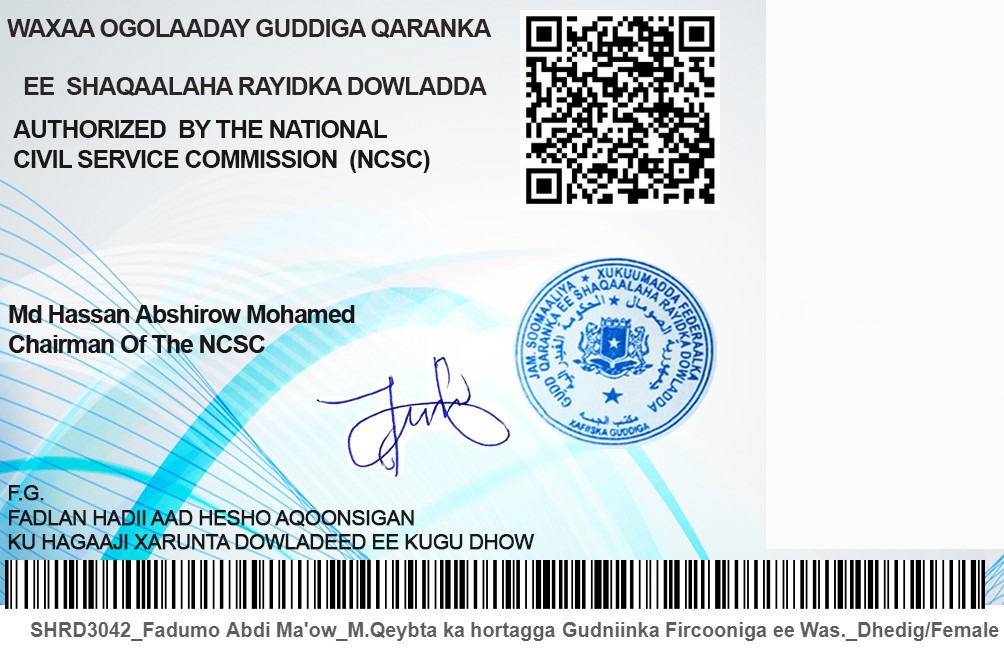 WAXAA OGOLAADAY GUDDIGA QARANKA
EE SHAQAALAHA RAYIDKA DOWLADDA
AUTHORIZED BY THE NATIONAL
CIVIL SERVICE COMMISSION (NCSC)
Md Hassan Abshirow Mohamed
Chairman Of The NCSC
JAM. SOOMAALIYA ★ XUKUUMADDA FEDERAALKA
GUDD QARANKA EE SHAQAALAHA RAYIDKA DOWLADDA
XAFIISKA GUDDIGA
F.G.
FADLAN HADII AAD HESHO AQOONSIGAN
KU HAGAAJI XARUNTA DOWLADEED EE KUGU DHOW
SHRD3042_Fadumo Abdi Ma'ow_M.Qeybta ka hortagga Gudniinka Fircooniga ee Was._Dhedig/Female